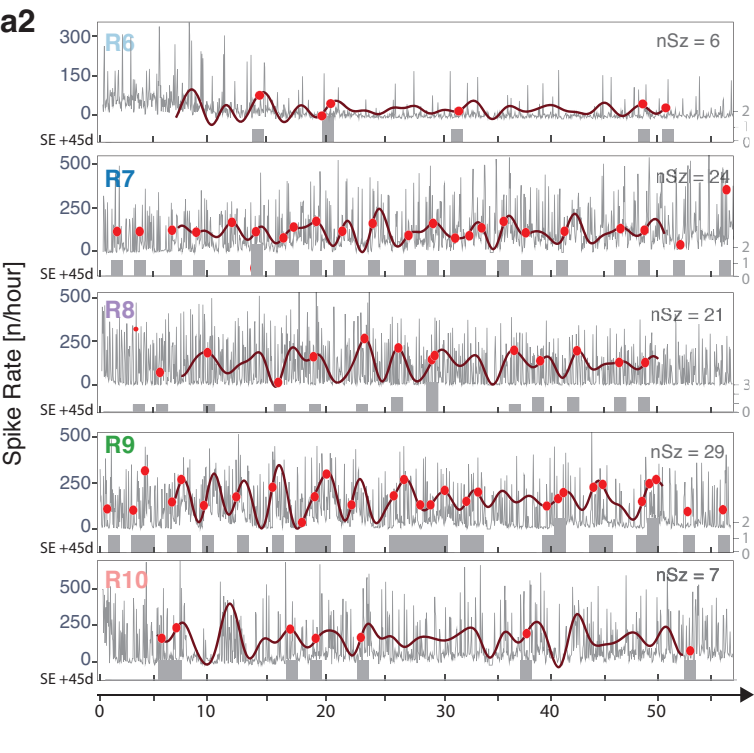 a2
Spike Rate [n/hour]
R6
nSz = 6
300
150
0
2
1
0
SE +45d
R7
nSz = 24
500
250
0
2
1
0
SE +45d
R8
nSz = 21
500
250
0
3
0
SE +45d
R9
nSz = 29
500
250
0
2
1
0
SE +45d
R10
nSz = 7
500
250
0
SE +45d
0 10 20 30 40 50